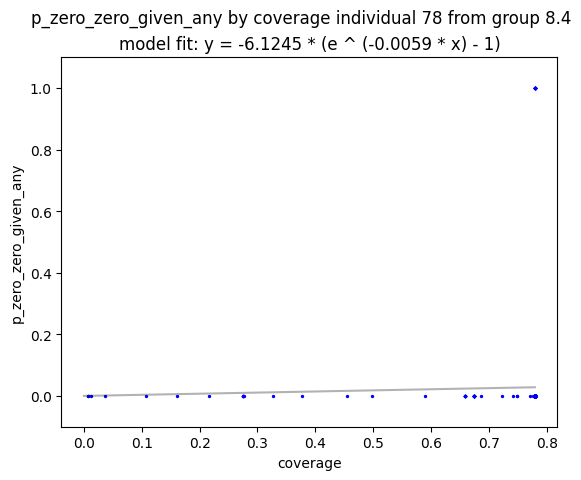 p_zero_zero_given_any by coverage individual 78 from group 8.4
model fit: y = -6.1245 * (e ^ (-0.0059 * x) - 1)
p_zero_zero_given_any
1.0
0.8
0.6
0.4
0.2
0.0
0.0 0.1 0.2 0.3 0.4 0.5 0.6 0.7 0.8
coverage